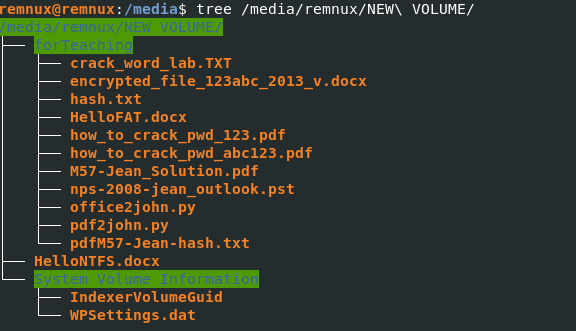 remnux@remnux:/media$ tree /media/remnux/NEW\ VOLUME/
/media/remnux/NEW VOLUME/
├── forTeaching
│   ├── crack_word_lab.TXT
│   ├── encrypted_file_123abc_2013_v.docx
│   ├── hash.txt
│   ├── HelloFAT.docx
│   ├── how_to_crack_pwd_123.pdf
│   ├── how_to_crack_pwd_abc123.pdf
│   ├── M57-Jean_Solution.pdf
│   ├── nps-2008-jean_outlook.pst
│   ├── office2john.py
│   ├── pdf2john.py
│   └── pdfM57-Jean-hash.txt
├── HelloNTFS.docx
└── System Volume Information
    ├── IndexerVolumeGuid
    └── WPSettings.dat